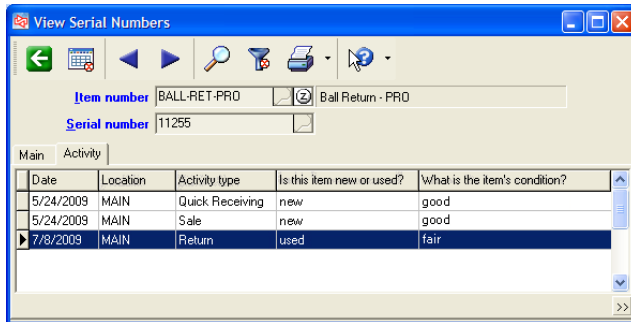 View Serial Numbers
Item number BALL-RET-PRO Z Ball Return - PRO
Serial number 11255
Main Activity
Date Location Activity type Is this item new or used? What is the item's condition?
5/24/2009 MAIN Quick Receiving new good
5/24/2009 MAIN Sale new good
7/8/2009 MAIN Return used fair
>>